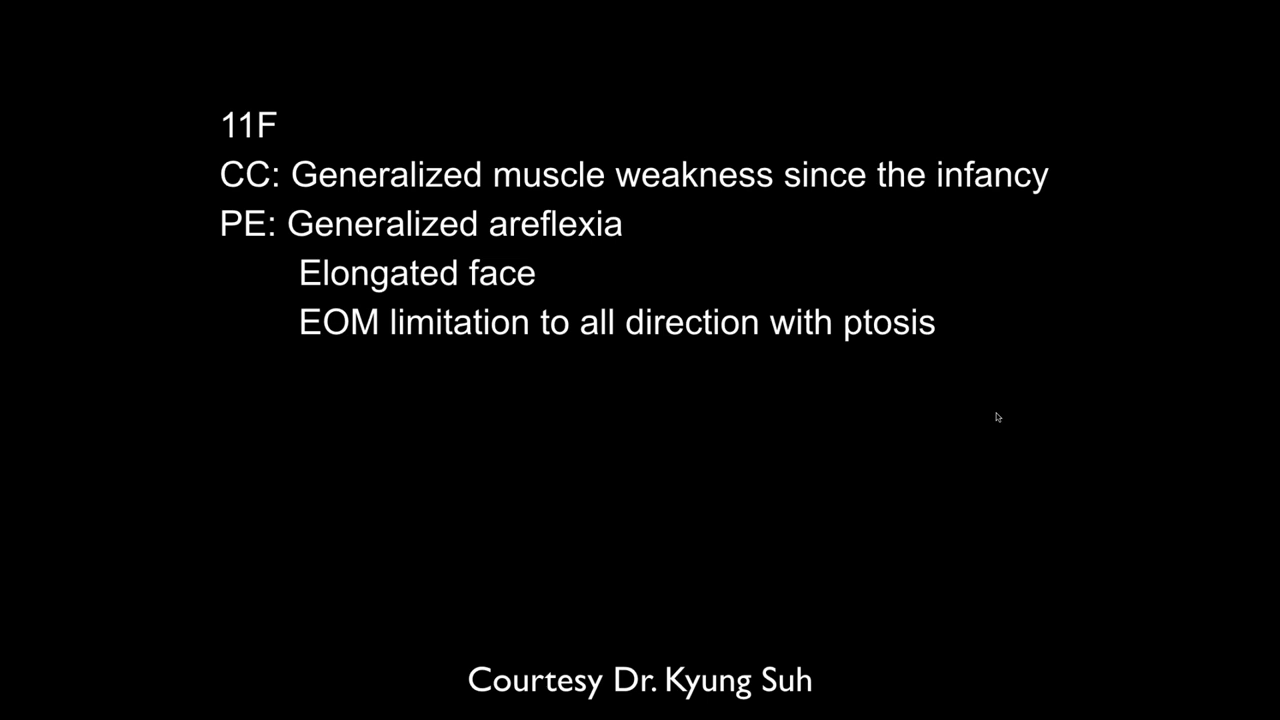 11F
CC: Generalized muscle weakness since the infancy
PE: Generalized areflexia
Elongated face
EOM limitation to all direction with ptosis
Courtesy Dr. Kyung Suh